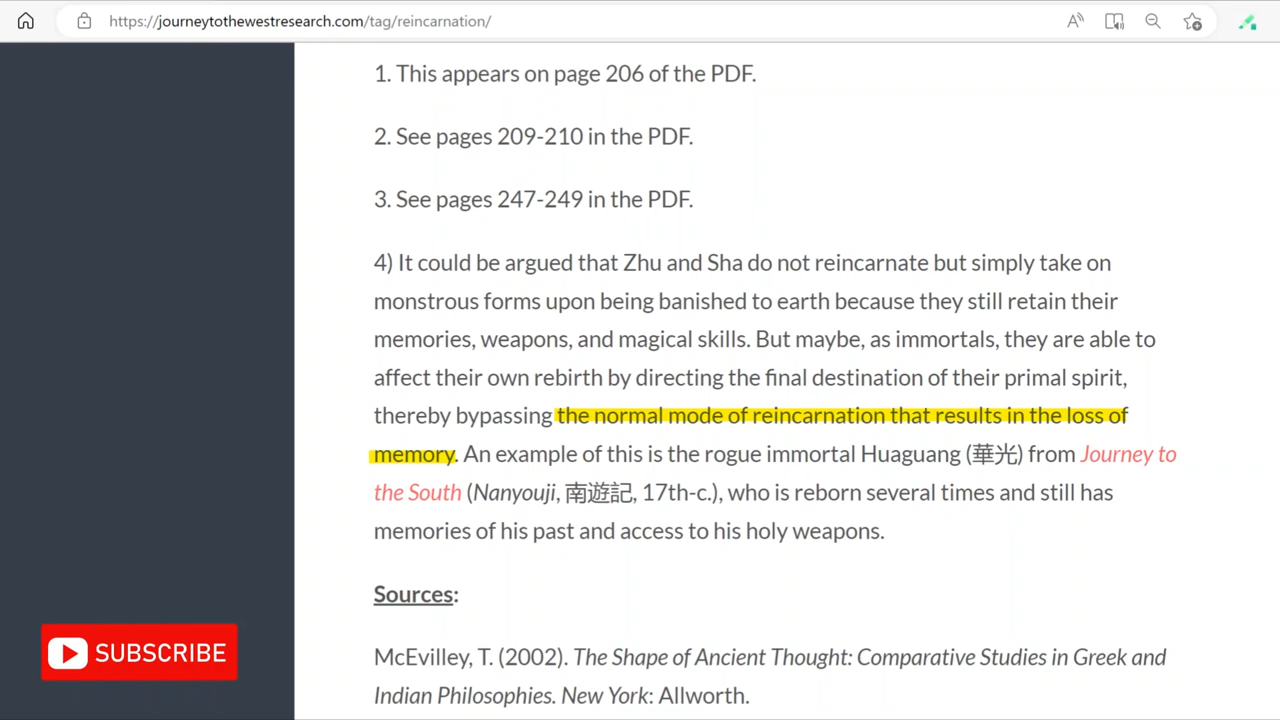 https://journeytothewestresearch.com/tag/reincarnation/
1. This appears on page 206 of the PDF.
2. See pages 209-210 in the PDF.
3. See pages 247-249 in the PDF.
4) It could be argued that Zhu and Sha do not reincarnate but simply take on
monstrous forms upon being banished to earth because they still retain their
memories, weapons, and magical skills. But maybe, as immortals, they are able to
affect their own rebirth by directing the final destination of their primal spirit,
thereby bypassing the normal mode of reincarnation that results in the loss of
memory. An example of this is the rogue immortal Huaguang (華光) from Journey to
the South (Nanyouji, 南遊記, 17th-c.), who is reborn several times and still has
memories of his past and access to his holy weapons.
Sources:
McEvilley, T. (2002). The Shape of Ancient Thought: Comparative Studies in Greek and
Indian Philosophies. New York: Allworth.
SUBSCRIBE